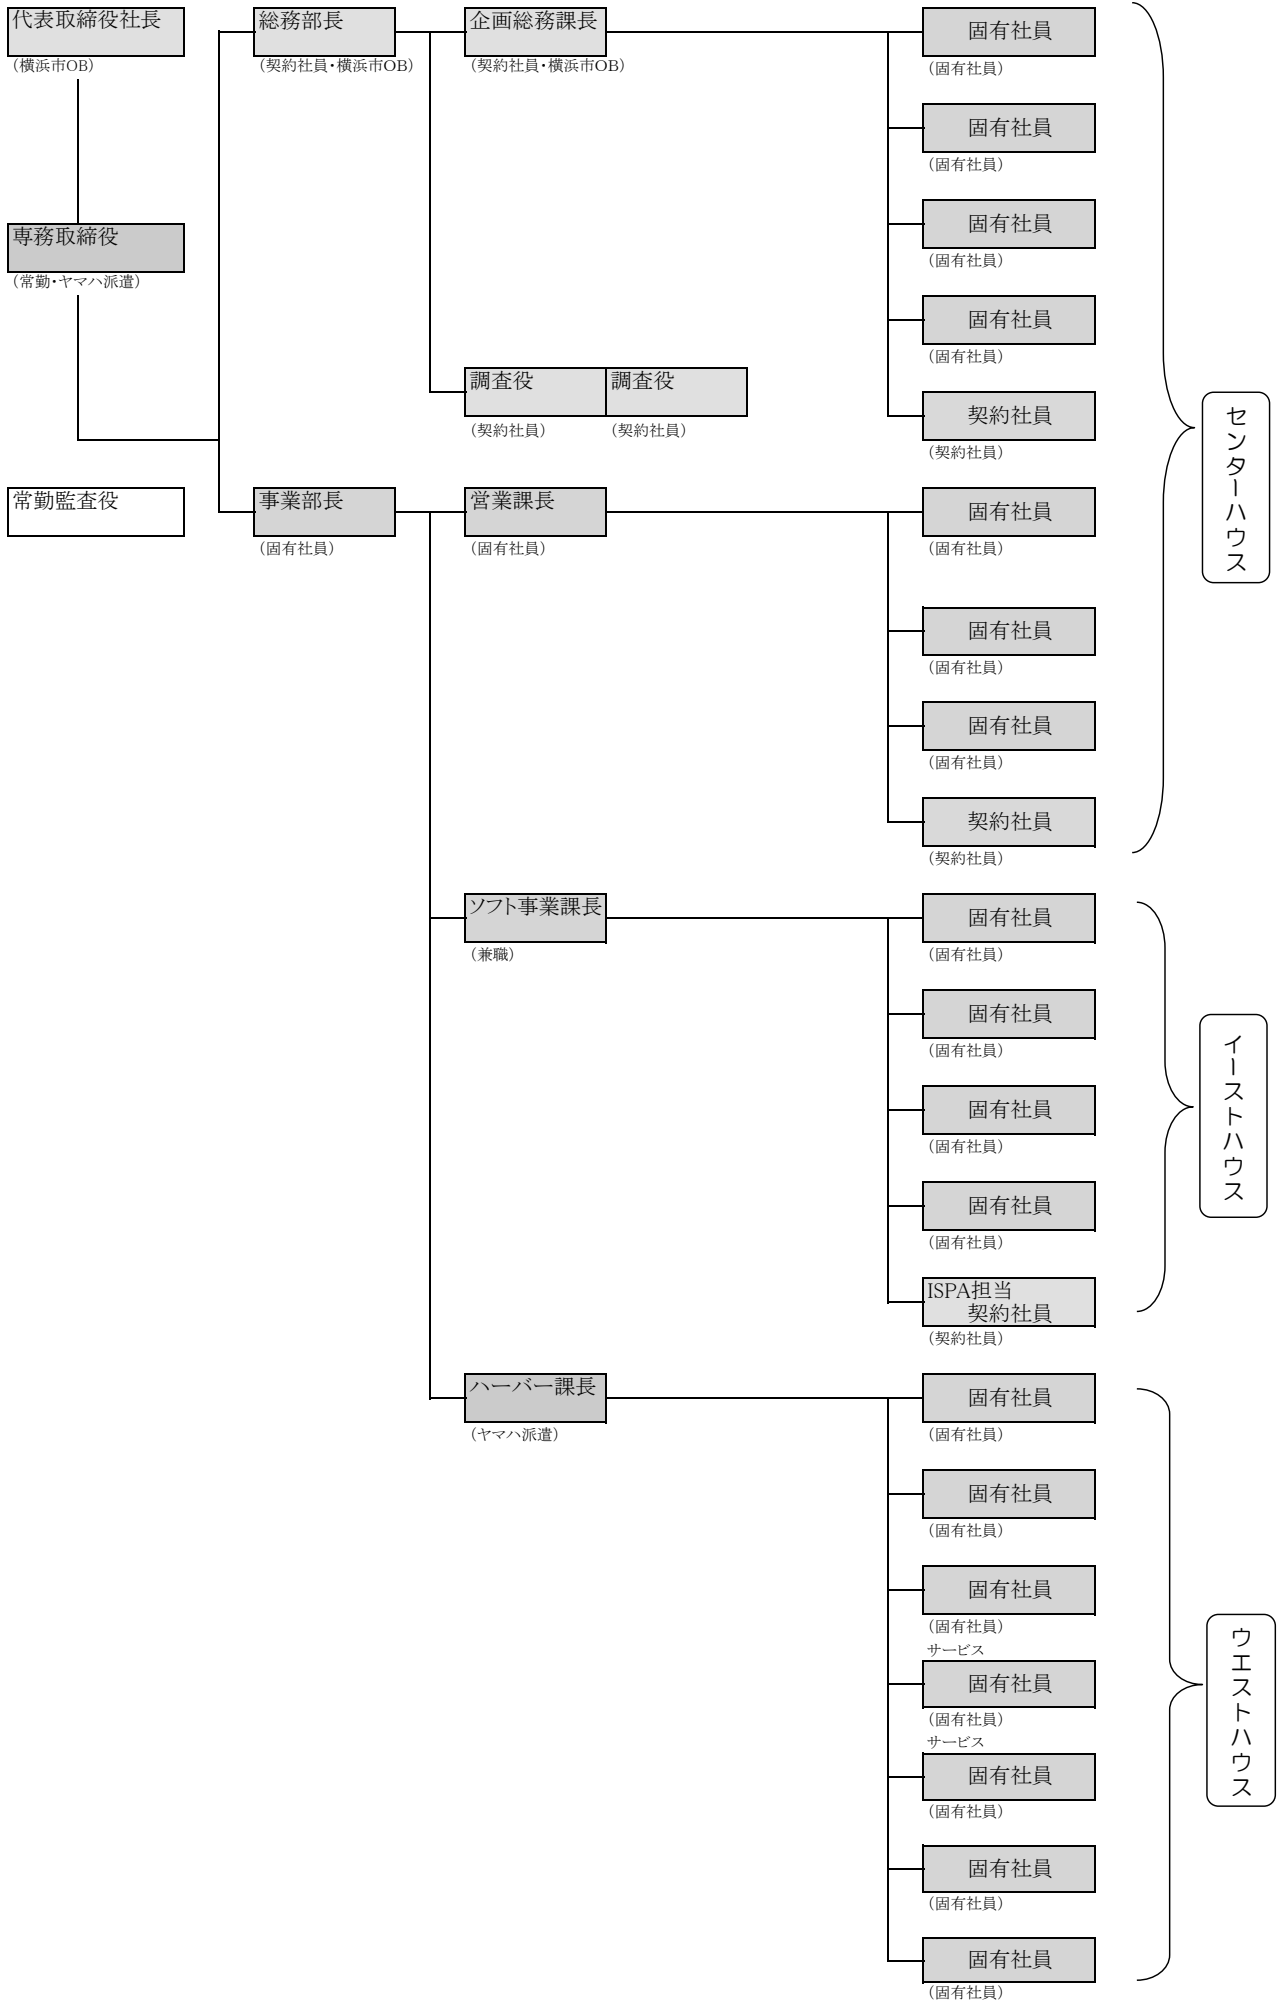 代表取締役社長
（横浜市OB）
専務取締役
（常勤・ヤマハ派遣）
常勤監査役
総務部長
（契約社員・横浜市OB）
事業部長
（固有社員）
企画総務課長
（契約社員・横浜市OB）
調査役
（契約社員）
調査役
（契約社員）
営業課長
（固有社員）
ソフト事業課長
（兼職）
ハーバー課長
（ヤマハ派遣）
固有社員
（固有社員）
固有社員
（固有社員）
固有社員
（固有社員）
固有社員
（固有社員）
契約社員
（契約社員）
固有社員
（固有社員）
固有社員
（固有社員）
固有社員
（固有社員）
契約社員
（契約社員）
固有社員
（固有社員）
固有社員
（固有社員）
固有社員
（固有社員）
固有社員
（固有社員）
ISPA担当
契約社員
（契約社員）
固有社員
（固有社員）
固有社員
（固有社員）
固有社員
（固有社員）
サービス
固有社員
（固有社員）
サービス
固有社員
（固有社員）
固有社員
（固有社員）
固有社員
（固有社員）
センターハウス
イーストハウス
ウエストハウス